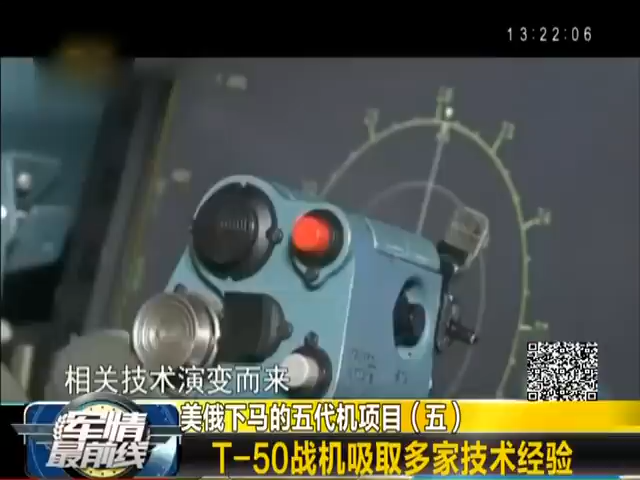 13:22:06
相关技术演变而来
美俄下马的五代机项目(五)
军情
最前线
T-50战机吸取多家技术经验